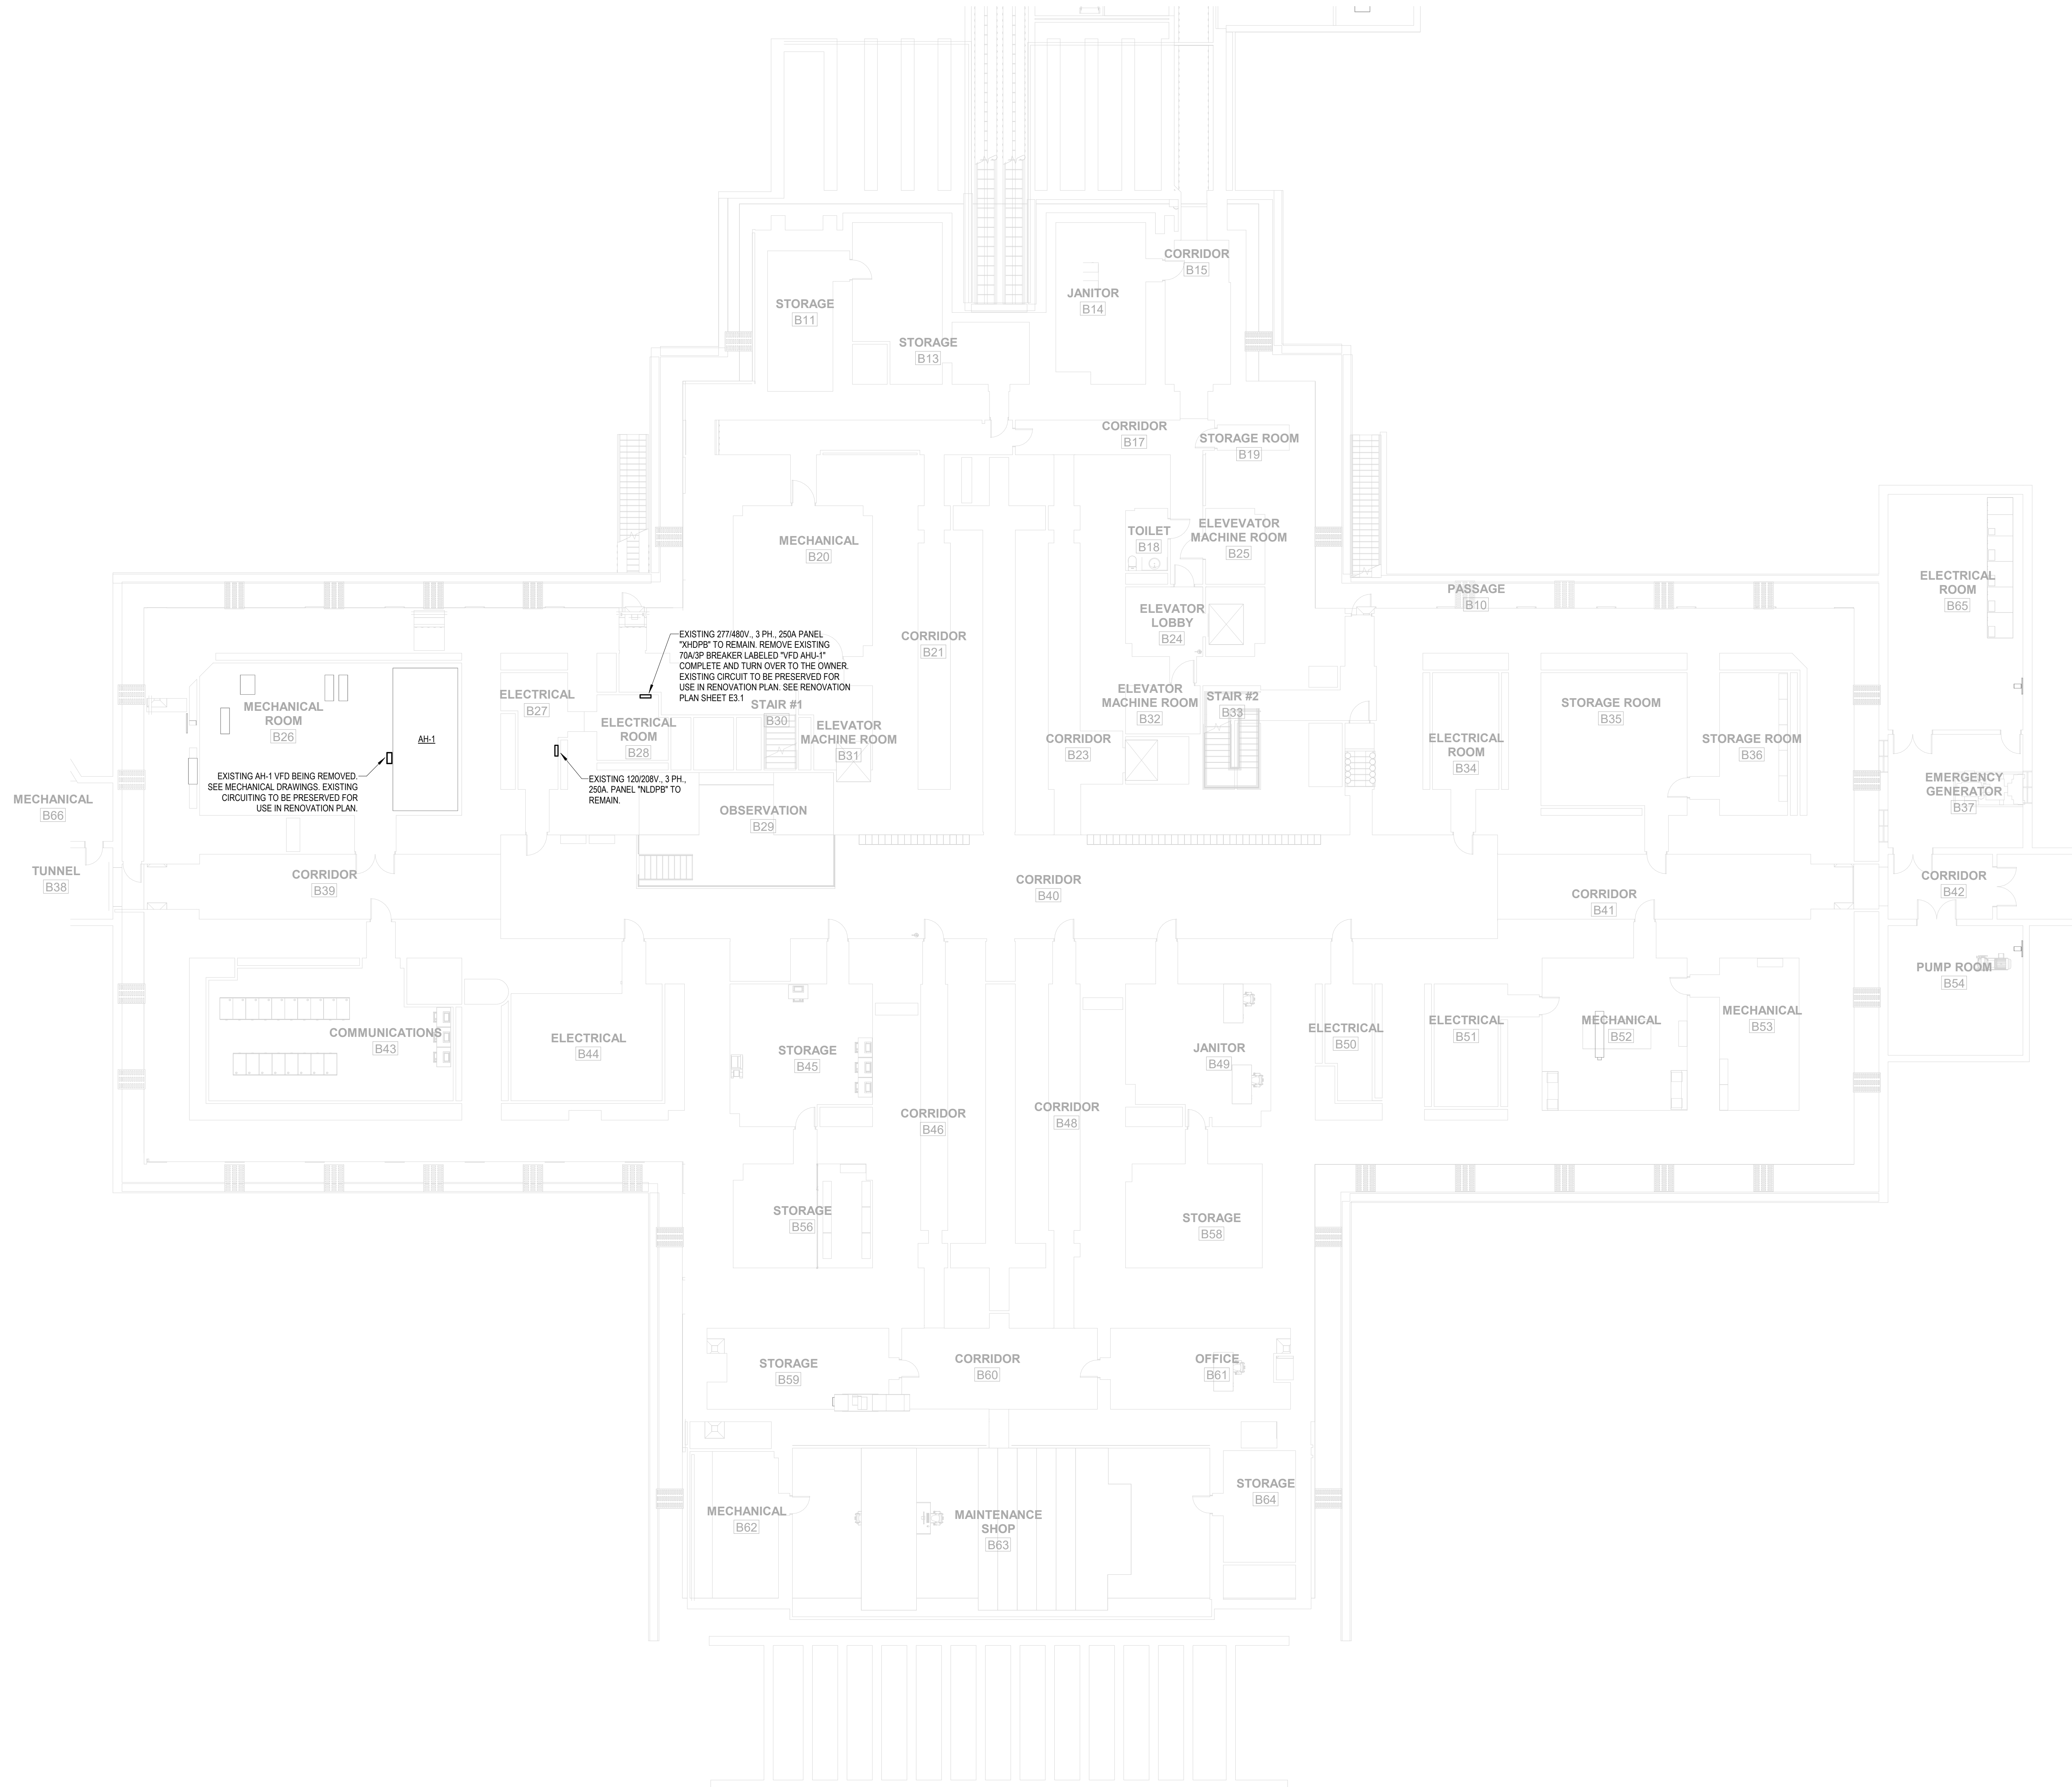 CORRIDOR
B15
JANITOR
B14
STORAGE
B11
STORAGE
B13
CORRIDOR
B17
STORAGE ROOM
B19
TOILET
B18
ELEVEVATOR
MACHINE ROOM
B25
MECHANICAL
B20
PASSAGE
B10
ELECTRICAL
ROOM
B65
ELEVATOR
LOBBY
B24
CORRIDOR
B21
EXISTING 277/480V., 3 PH., 250A PANEL
"XHDPB" TO REMAIN. REMOVE EXISTING
70A/3P BREAKER LABELED "VFD AHU-1"
COMPLETE AND TURN OVER TO THE OWNER.
EXISTING CIRCUIT TO BE PRESERVED FOR
USE IN RENOVATION PLAN. SEE RENOVATION
PLAN SHEET E3.1
ELECTRICAL
B27
MECHANICAL
ROOM
B26
AH-1
ELECTRICAL
ROOM
B28
STAIR #1
B30
ELEVATOR
MACHINE ROOM
B31
ELEVATOR
MACHINE ROOM
B32
STAIR #2
B33
CORRIDOR
B23
ELECTRICAL
ROOM
B34
STORAGE ROOM
B35
STORAGE ROOM
B36
EXISTING AH-1 VFD BEING REMOVED.
SEE MECHANICAL DRAWINGS. EXISTING
CIRCUITING TO BE PRESERVED FOR
USE IN RENOVATION PLAN.
EXISTING 120/208V., 3 PH.,
250A. PANEL "NLDPB" TO
REMAIN.
EMERGENCY
GENERATOR
B37
MECHANICAL
B66
OBSERVATION
B29
TUNNEL
B38
CORRIDOR
B39
CORRIDOR
B40
CORRIDOR
B41
CORRIDOR
B42
PUMP ROOM
B54
COMMUNICATIONS
B43
ELECTRICAL
B44
STORAGE
B45
JANITOR
B49
ELECTRICAL
B50
ELECTRICAL
B51
MECHANICAL
B52
MECHANICAL
B53
CORRIDOR
B46
CORRIDOR
B48
STORAGE
B56
STORAGE
B58
STORAGE
B59
CORRIDOR
B60
OFFICE
B61
MECHANICAL
B62
MAINTENANCE
SHOP
B63
STORAGE
B64